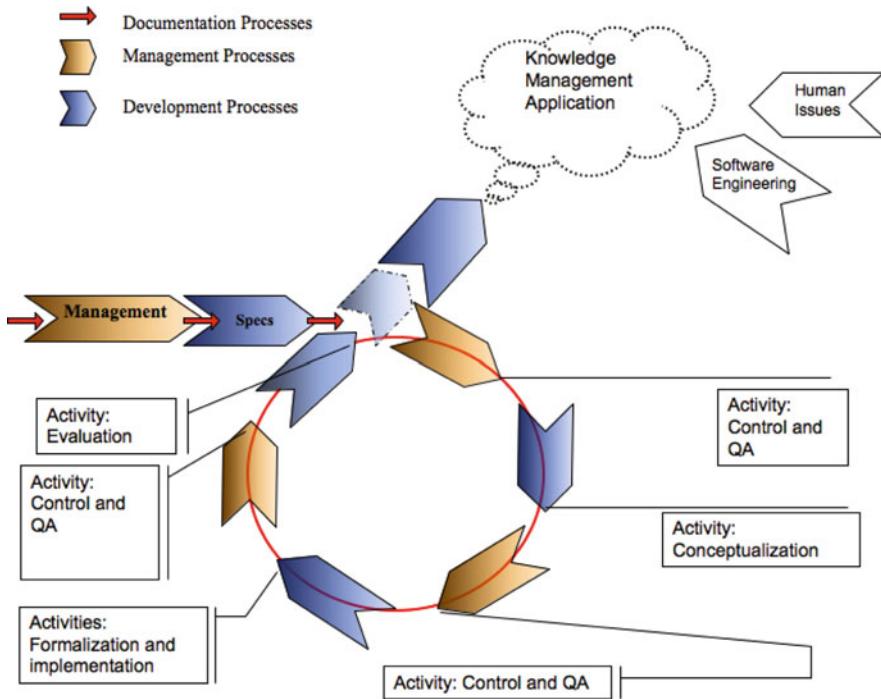 Documentation Processes
Management Processes
Development Processes
Knowledge
Management
Application
Human
Issues
Software
Engineering
Management
Specs
Activity:
Evaluation
Activity:
Control and
QA
Activity:
Control and
QA
Activity:
Conceptualization
Activities:
Formalization and
implementation
Activity: Control and QA